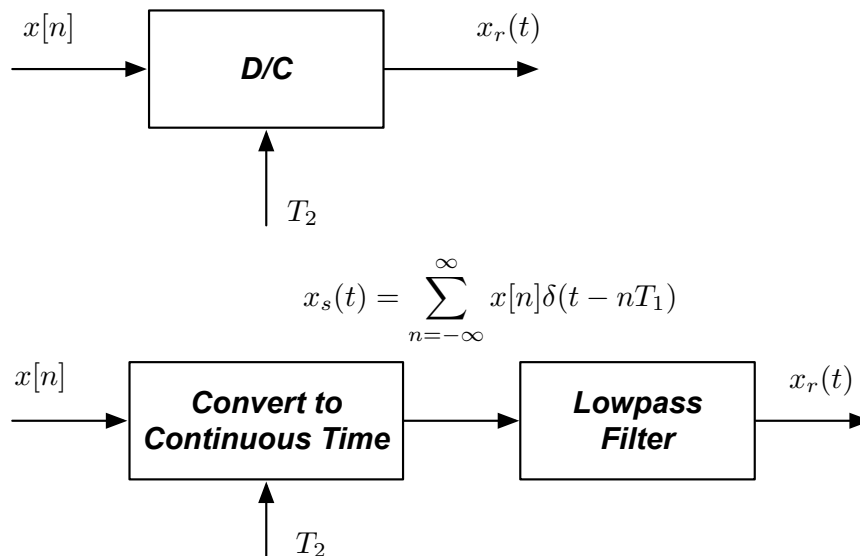 x[n]
D/C
x_r(t)
T_2
x_s(t) = \sum_{n=-\infty}^{\infty} x[n]\delta(t - nT_1)
x[n]
Convert to
Continuous Time
Lowpass
Filter
x_r(t)
T_2